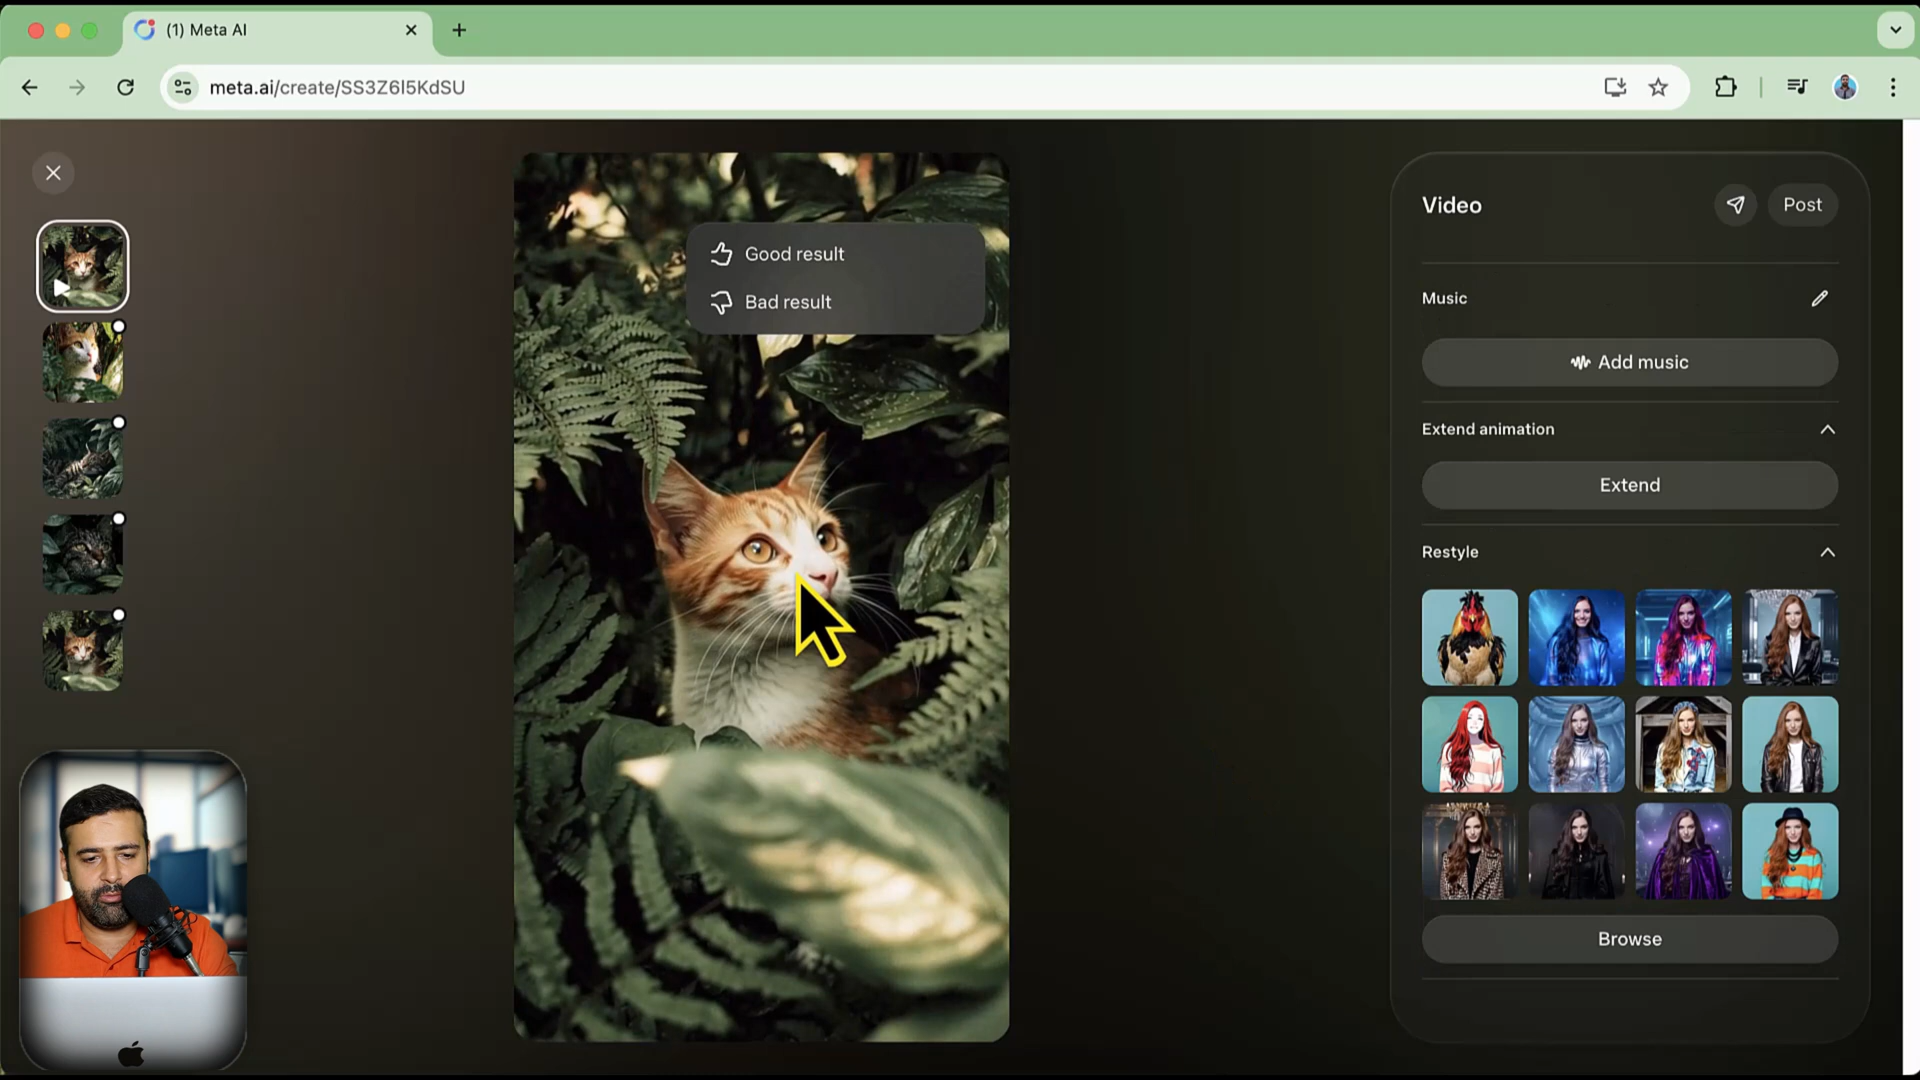 (1) Meta AI
meta.ai/create/SS3Z6I5KdSU
Good result
Bad result
Video
Post
Music
Add music
Extend animation
Extend
Restyle
Browse